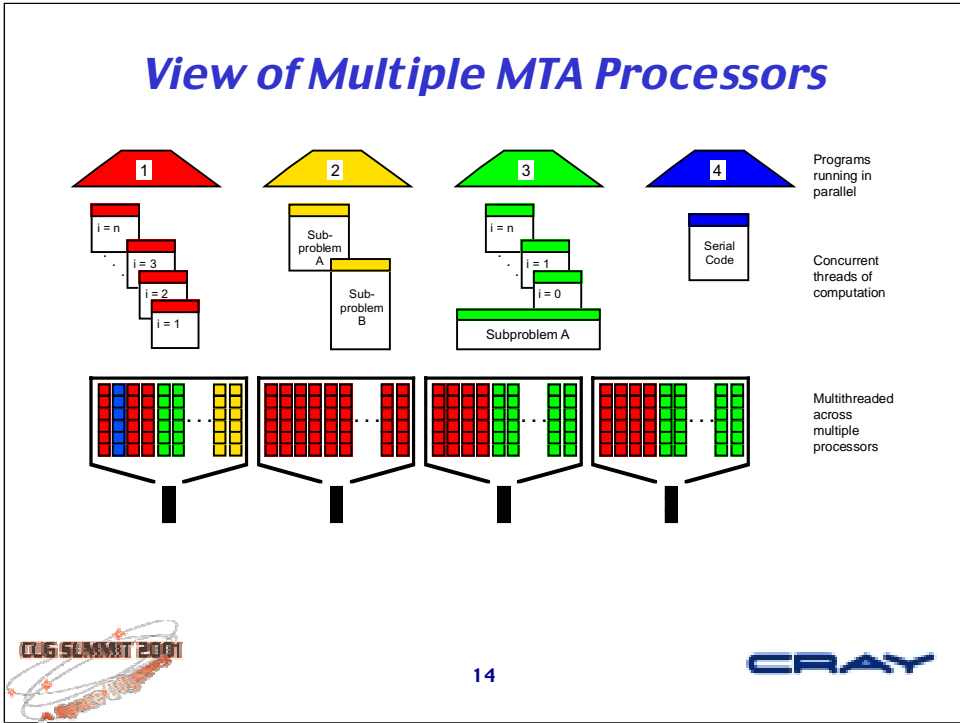 View of Multiple MTA Processors
1
2
3
4
Programs
running in
parallel
i = n
i = 3
i = 2
i = 1
Sub-
problem
A
Sub-
problem
B
i = n
i = 1
i = 0
Subproblem A
Serial
Code
Concurrent
threads of
computation
Multithreaded
across
multiple
processors
CUG SUMMIT 2001
14
CRAY